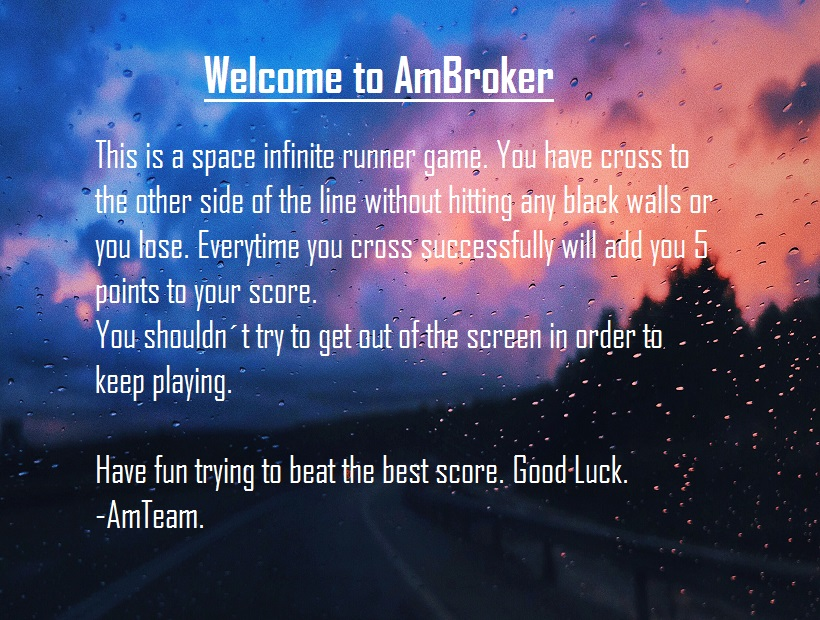 Welcome to AmBroker
This is a space infinite runner game. You have cross to
the other side of the line without hitting any black walls or
you lose. Everytime you cross successfully will add you 5
points to your score.
You shouldn´t try to get out of the screen in order to
keep playing.
Have fun trying to beat the best score. Good Luck.
-AmTeam.